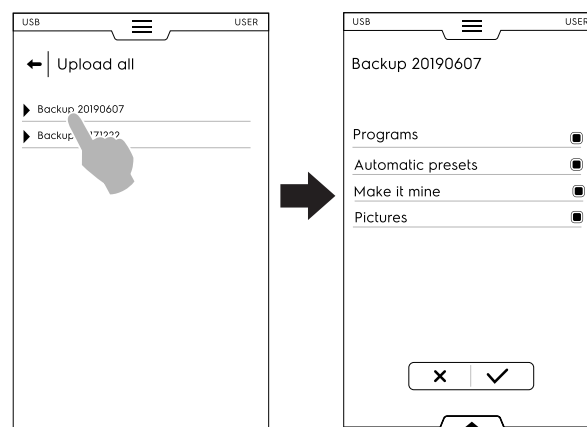 USB USER
Upload all
Backup 20190607
Backup
USB USER
Backup 20190607
Programs
Automatic presets
Make it mine
Pictures